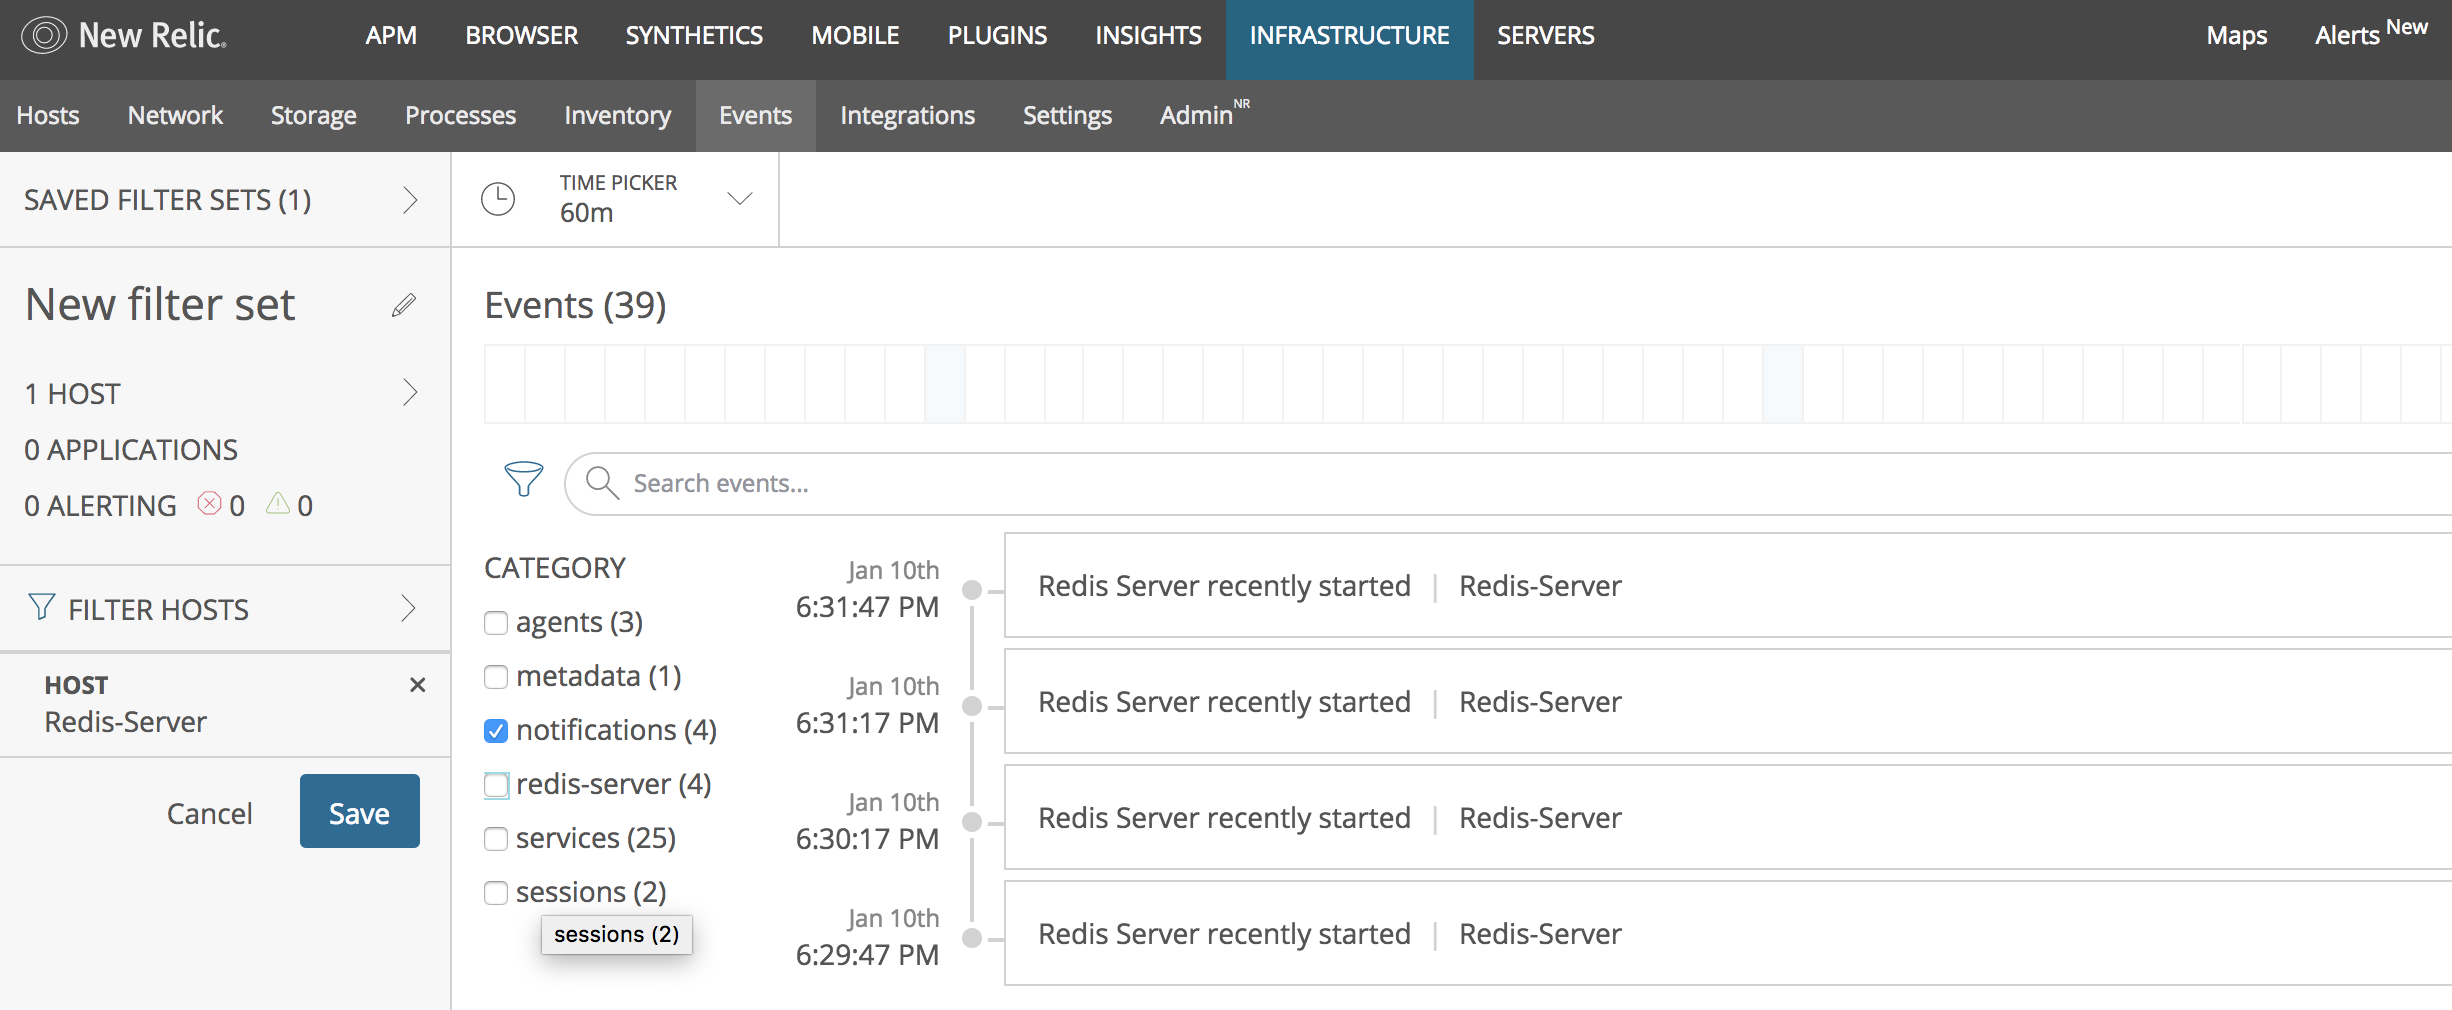 New Relic.
APM BROWSER SYNTHETICS MOBILE PLUGINS INSIGHTS INFRASTRUCTURE SERVERS Maps Alerts New
Hosts Network Storage Processes Inventory Events Integrations Settings Admin NR
SAVED FILTER SETS (1)
TIME PICKER
60m
New filter set
1 HOST
0 APPLICATIONS
0 ALERTING 0 0
FILTER HOSTS
HOST
Redis-Server
Cancel Save
Events (39)
Search events...
CATEGORY
agents (3)
metadata (1)
notifications (4)
redis-server (4)
services (25)
sessions (2)
sessions (2)
Jan 10th
6:31:47 PM
Redis Server recently started | Redis-Server
Jan 10th
6:31:17 PM
Redis Server recently started | Redis-Server
Jan 10th
6:30:17 PM
Redis Server recently started | Redis-Server
Jan 10th
6:29:47 PM
Redis Server recently started | Redis-Server